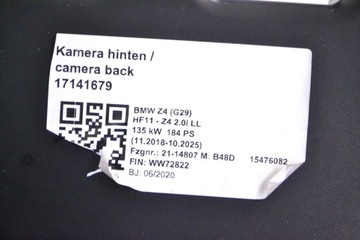 Kamera hinten /
camera back
17141679
BMW Z4 (G29)
HF11 - Z4 2.0i LL
135 kW 184 PS
(11.2018-10.2025)
Fzgnr.: 21-14807 M: B48D 15476082
FIN: WW72822
BJ: 06/2020